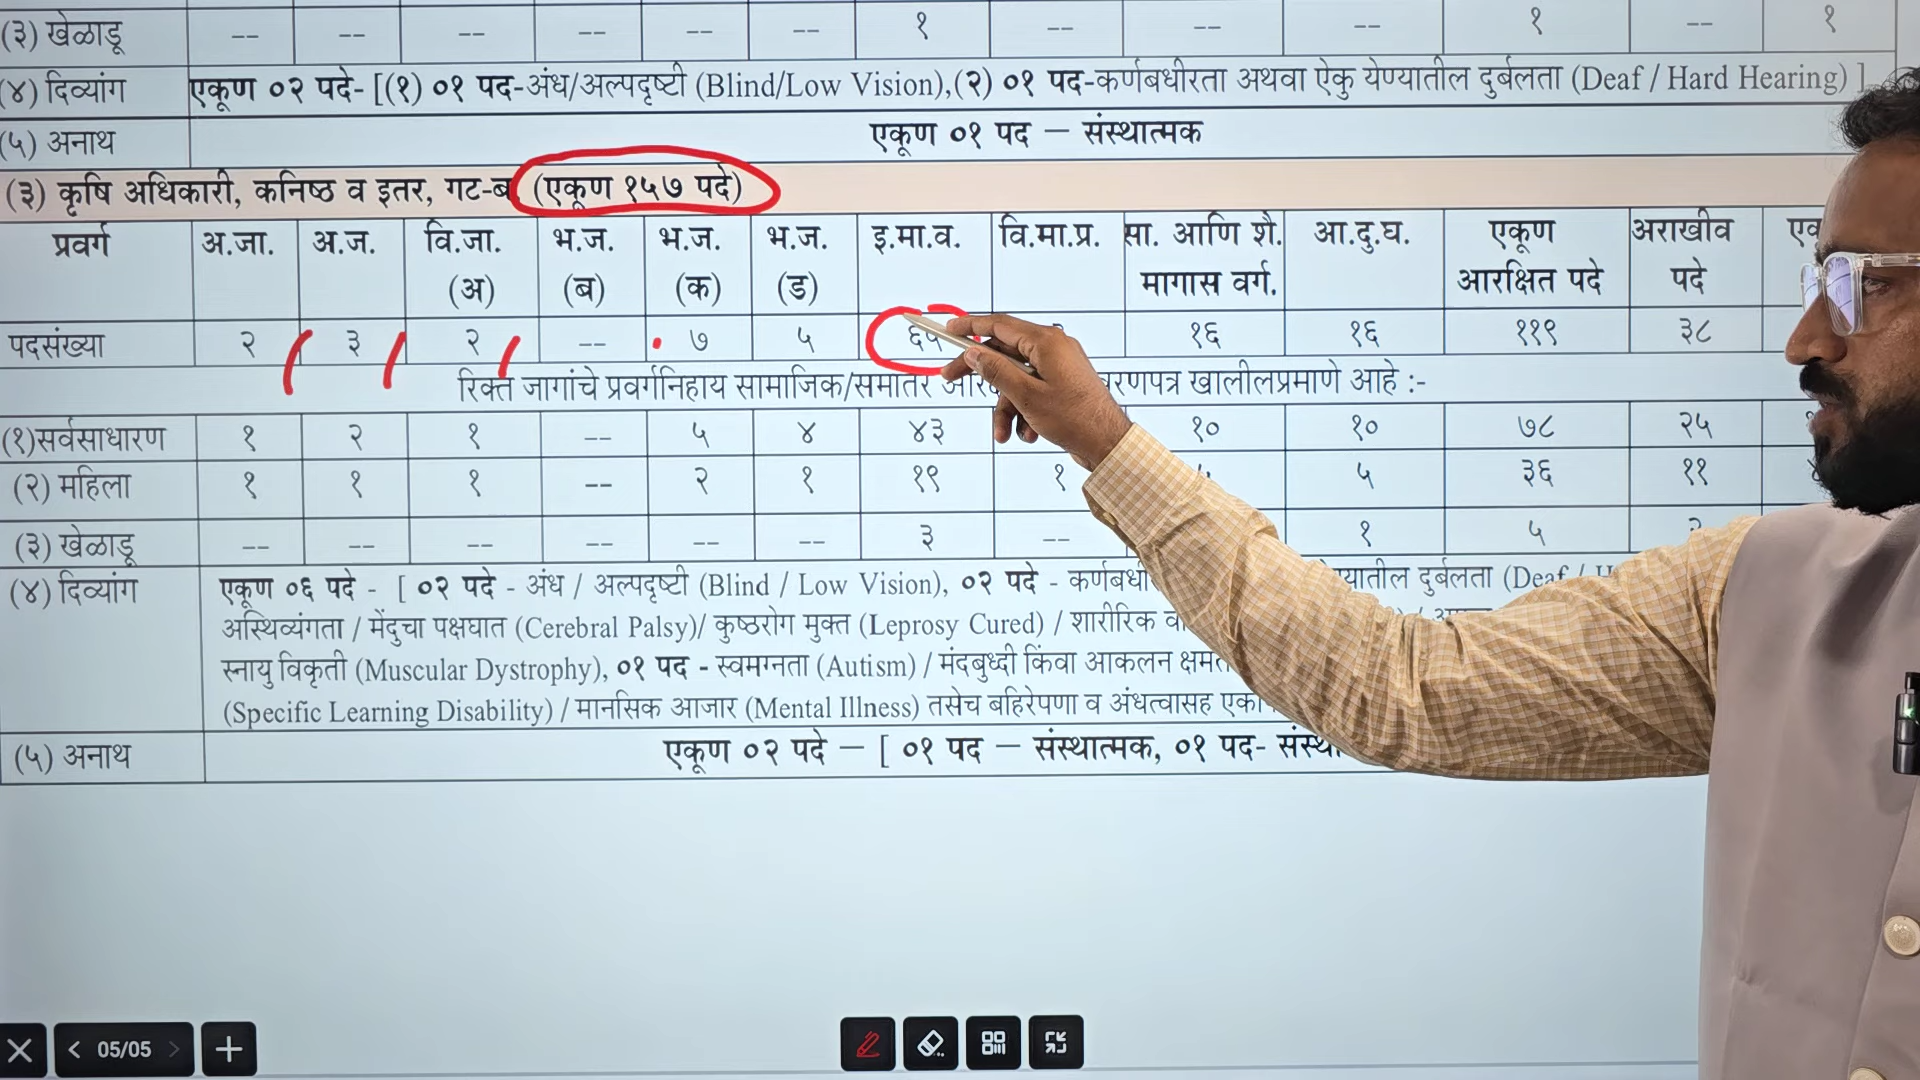 (३) खेळाडू -- -- -- -- -- -- १ -- -- -- १ -- १
(४) दिव्यांग एकूण ०२ पदे- [(१) ०१ पद-अंध/अल्पदृष्टी (Blind/Low Vision),(२) ०१ पद-कर्णबधीरता अथवा ऐकु येण्यातील दुर्बलता (Deaf / Hard Hearing) ]
(५) अनाथ एकूण ०१ पद – संस्थात्मक
(३) कृषि अधिकारी, कनिष्ठ व इतर, गट-ब (एकूण १५७ पदे)
प्रवर्ग अ.जा. अ.ज. वि.जा. (अ) भ.ज. (ब) भ.ज. (क) भ.ज. (ड) इ.मा.व. वि.मा.प्र. सा. आणि शै. मागास वर्ग. आ.दु.घ. एकूण आरक्षित पदे अराखीव पदे
पदसंख्या २ ३ २ -- ७ ५ ६५ १६ १६ ११९ ३८
रिक्त जागांचे प्रवर्गनिहाय सामाजिक/समांतर खालीलप्रमाणे आहे :-
(१)सर्वसाधारण १ २ १ -- ५ ४ ४३ १० १० ७८ २५
(२) महिला १ १ १ -- २ १ १९ १ ५ ३६ ११
(३) खेळाडू -- -- -- -- -- -- ३ -- १ ५
(४) दिव्यांग एकूण ०६ पदे - [ ०२ पदे - अंध / अल्पदृष्टी (Blind / Low Vision), ०२ पदे - दुर्बलता
अस्थिव्यंगता / मेंदुचा पक्षघात (Cerebral Palsy)/ कुष्ठरोग मुक्त (Leprosy Cured) / शारीरिक
स्नायु विकृती (Muscular Dystrophy), ०१ पद - स्वमग्नता (Autism) / मंदबुध्दी किंवा आकलन
(Specific Learning Disability) / मानसिक आजार (Mental Illness) तसेच बहिरेपणा व अंधत्वासह
(५) अनाथ एकूण ०२ पदे – [ ०१ पद – संस्थात्मक, ०१ पद-
05/05